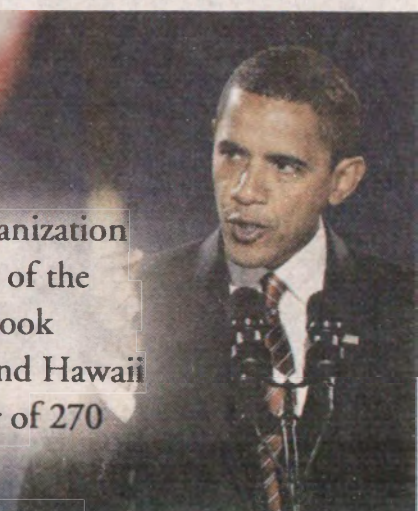 anization
of the
ook
nd Hawaii
of 270